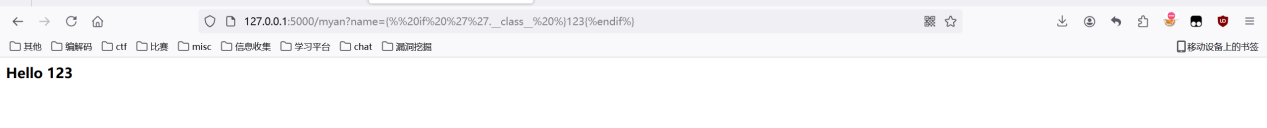 127.0.0.1:5000/myan?name={%%20if%20%27%27.__class__%20%}123{%endif%}
其他 编解码 ctf 比赛 misc 信息收集 学习平台 chat 漏洞挖掘 移动设备上的书签
Hello 123